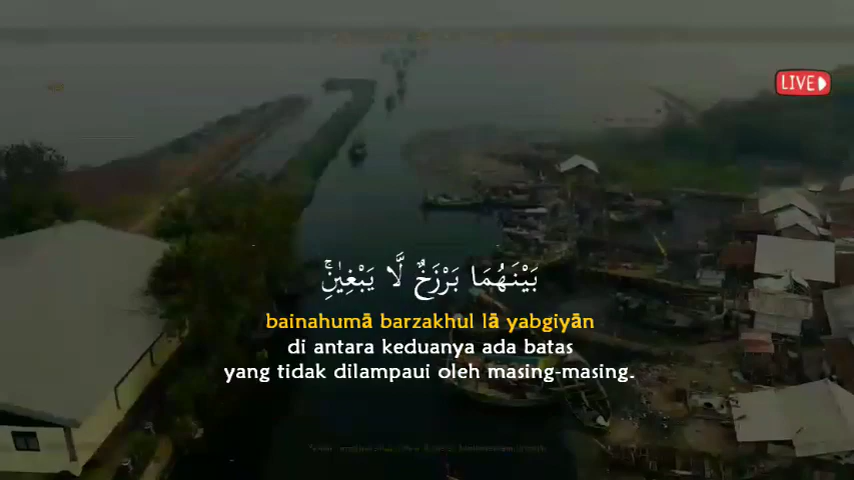 LIVE
بَيْنَهُمَا بَرْزَخٌ لَّا يَبْغِيٰنِۚ
bainahumā barzakhul lā yabgiyān
di antara keduanya ada batas
yang tidak dilampaui oleh masing-masing.